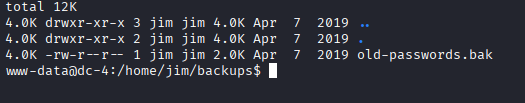 total 12K
4.0K drwxr-xr-x 3 jim jim 4.0K Apr  7  2019 ..
4.0K drwxr-xr-x 2 jim jim 4.0K Apr  7  2019 .
4.0K -rw-r--r-- 1 jim jim 2.0K Apr  7  2019 old-passwords.bak
www-data@dc-4:/home/jim/backups$